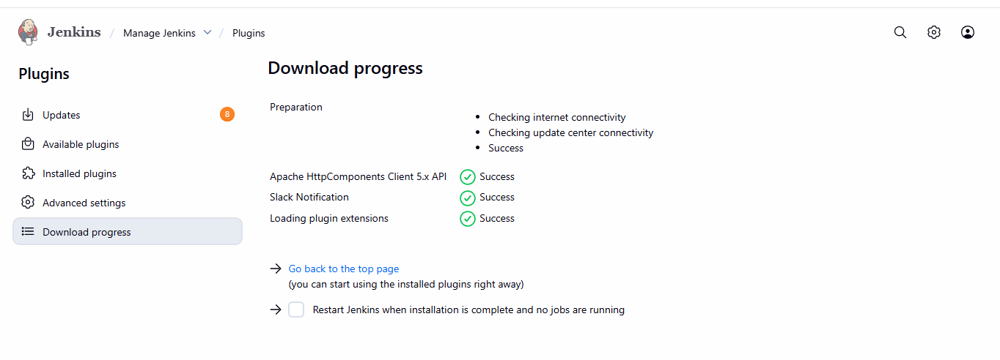 Jenkins / Manage Jenkins / Plugins
Plugins
Updates 8
Available plugins
Installed plugins
Advanced settings
Download progress
Download progress
Preparation
Checking internet connectivity
Checking update center connectivity
Success
Apache HttpComponents Client 5.x API Success
Slack Notification Success
Loading plugin extensions Success
Go back to the top page
(you can start using the installed plugins right away)
Restart Jenkins when installation is complete and no jobs are running